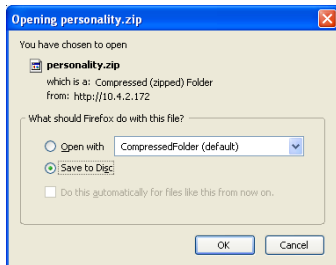 Opening personality.zip
You have chosen to open
personality.zip
which is a: Compressed (zipped) Folder
from: http://10.4.2.172
What should Firefox do with this file?
Open with CompressedFolder (default)
Save to Disc
Do this automatically for files like this from now on.
OK Cancel